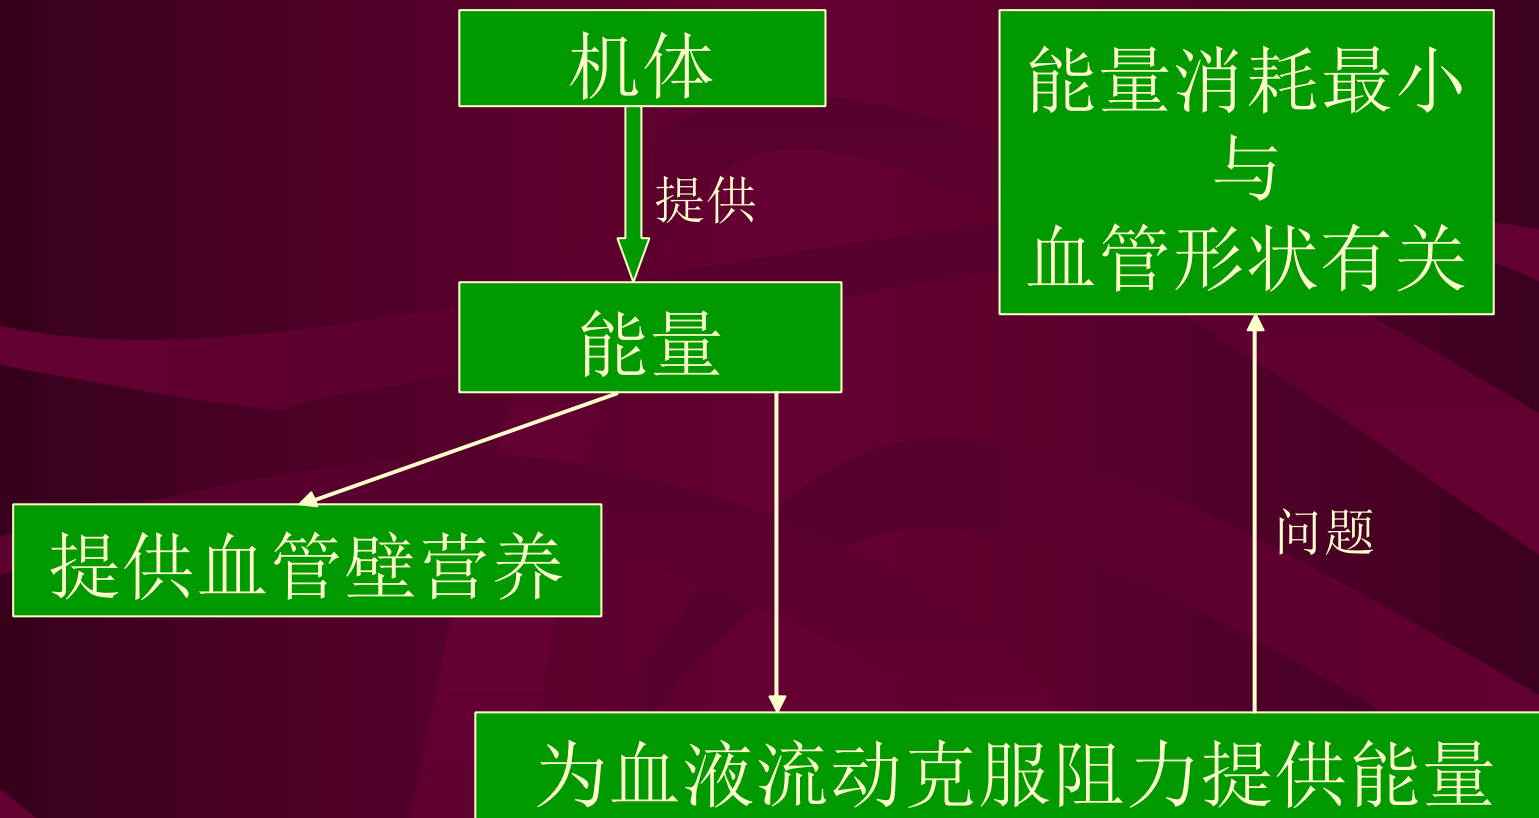 机体
提供
能量
提供血管壁营养
为血液流动克服阻力提供能量
问题
能量消耗最小
与
血管形状有关